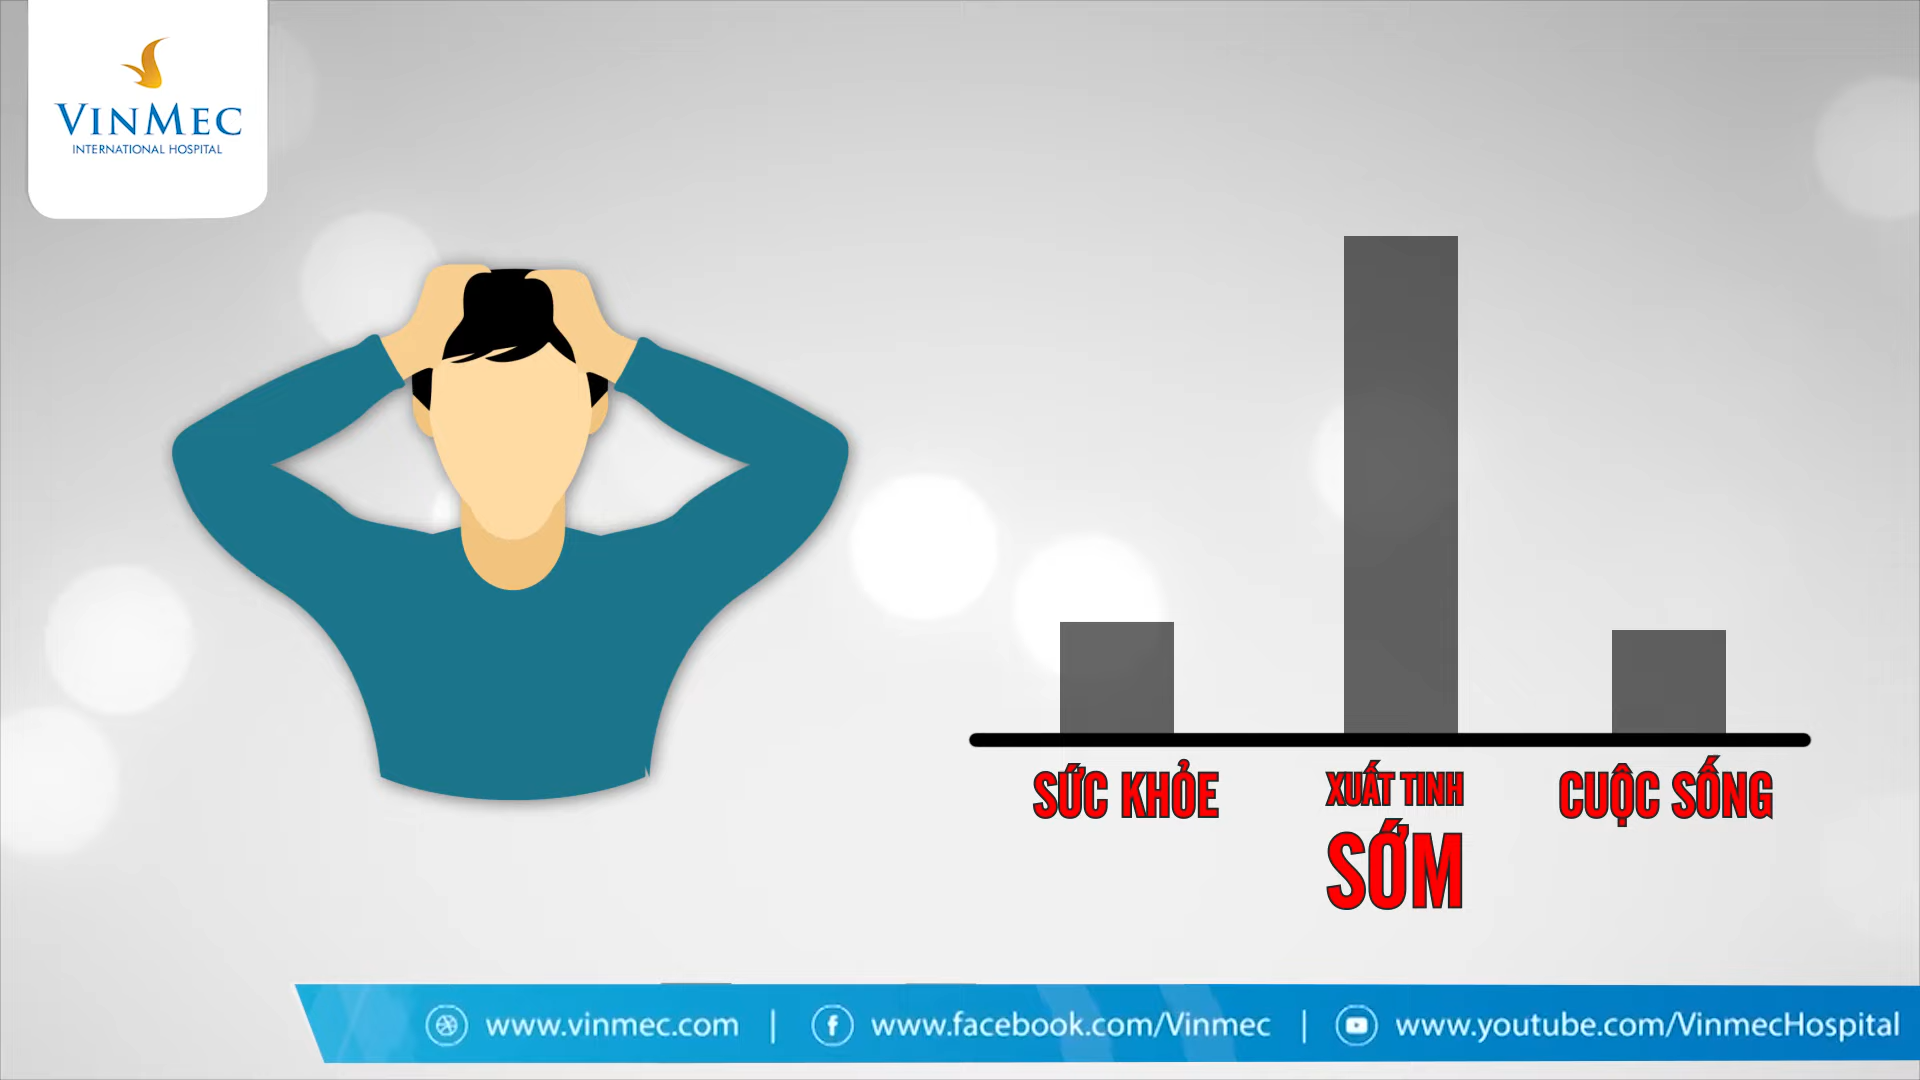 VINMEC
INTERNATIONAL HOSPITAL
SỨC KHỎE
XUẤT TINH
SỚM
CUỘC SỐNG
www.vinmec.com | www.facebook.com/Vinmec | www.youtube.com/VinmecHospital